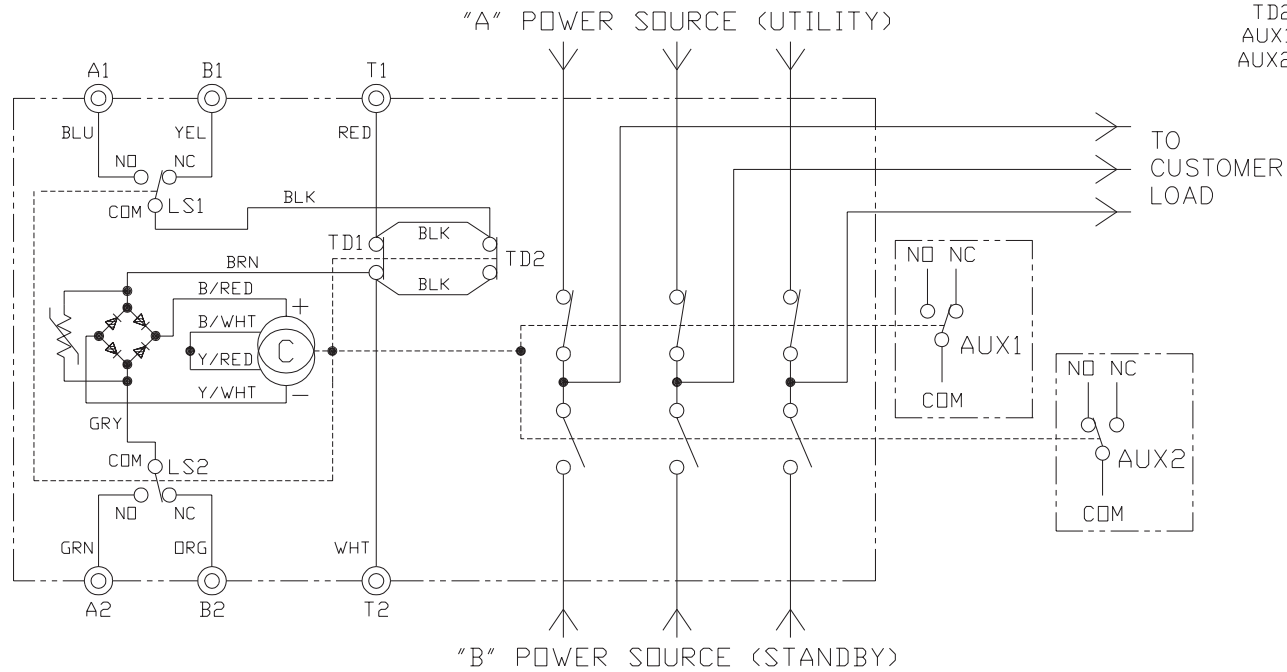 "A" POWER SOURCE (UTILITY)
TD2
AUX1
AUX2
A1
B1
T1
BLU
YEL
RED
TO
CUSTOMER
LOAD
NO
NC
COM
LS1
BLK
TD1
BLK
TD2
BLK
BRN
B/RED
+
B/WHT
C
Y/RED
Y/WHT
-
GRY
COM
LS2
NO
NC
GRN
ORG
WHT
A2
B2
T2
NO NC
AUX1
COM
NO NC
AUX2
COM
"B" POWER SOURCE (STANDBY)